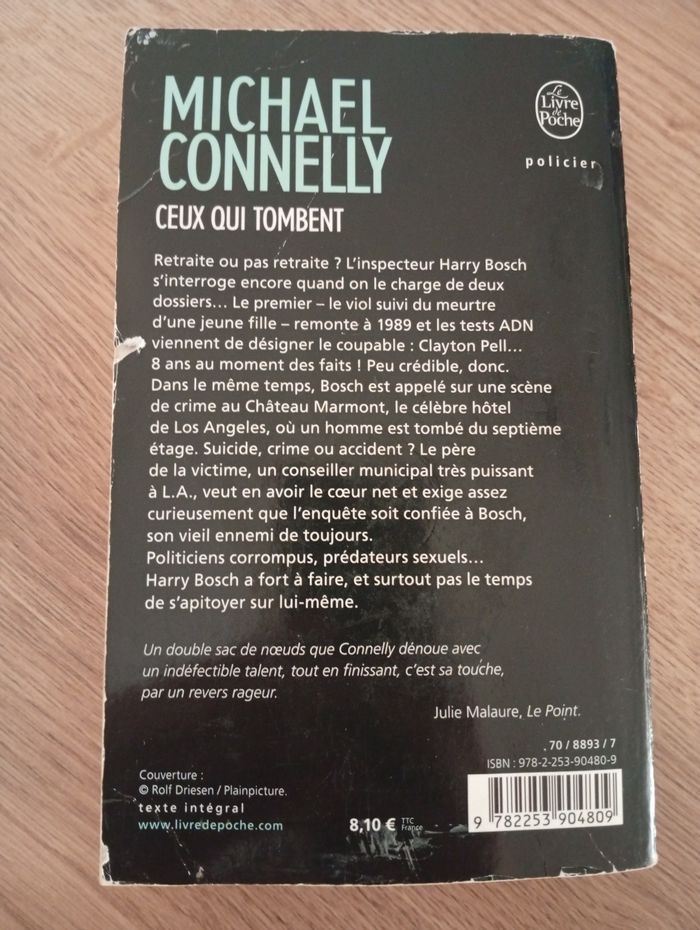 MICHAEL
CONNELLY
CEUX QUI TOMBENT
Le
Livre
de
Poche
policier
Retraite ou pas retraite ? L'inspecteur Harry Bosch
s'interroge encore quand on le charge de deux
dossiers... Le premier – le viol suivi du meurtre
d'une jeune fille – remonte à 1989 et les tests ADN
viennent de désigner le coupable : Clayton Pell...
8 ans au moment des faits ! Peu crédible, donc.
Dans le même temps, Bosch est appelé sur une scène
de crime au Château Marmont, le célèbre hôtel
de Los Angeles, où un homme est tombé du septième
étage. Suicide, crime ou accident ? Le père
de la victime, un conseiller municipal très puissant
à L.A., veut en avoir le cœur net et exige assez
curieusement que l'enquête soit confiée à Bosch,
son vieil ennemi de toujours.
Politiciens corrompus, prédateurs sexuels...
Harry Bosch a fort à faire, et surtout pas le temps
de s'apitoyer sur lui-même.
Un double sac de nœuds que Connelly dénoue avec
un indéfectible talent, tout en finissant, c'est sa touche,
par un revers rageur.
Julie Malaure, Le Point.
70 / 8893 / 7
ISBN : 978-2-253-90480-9
Couverture :
© Rolf Driesen / Plainpicture.
texte intégral
www.livredepoche.com
8,10 € TTC
France
9 782253 904809